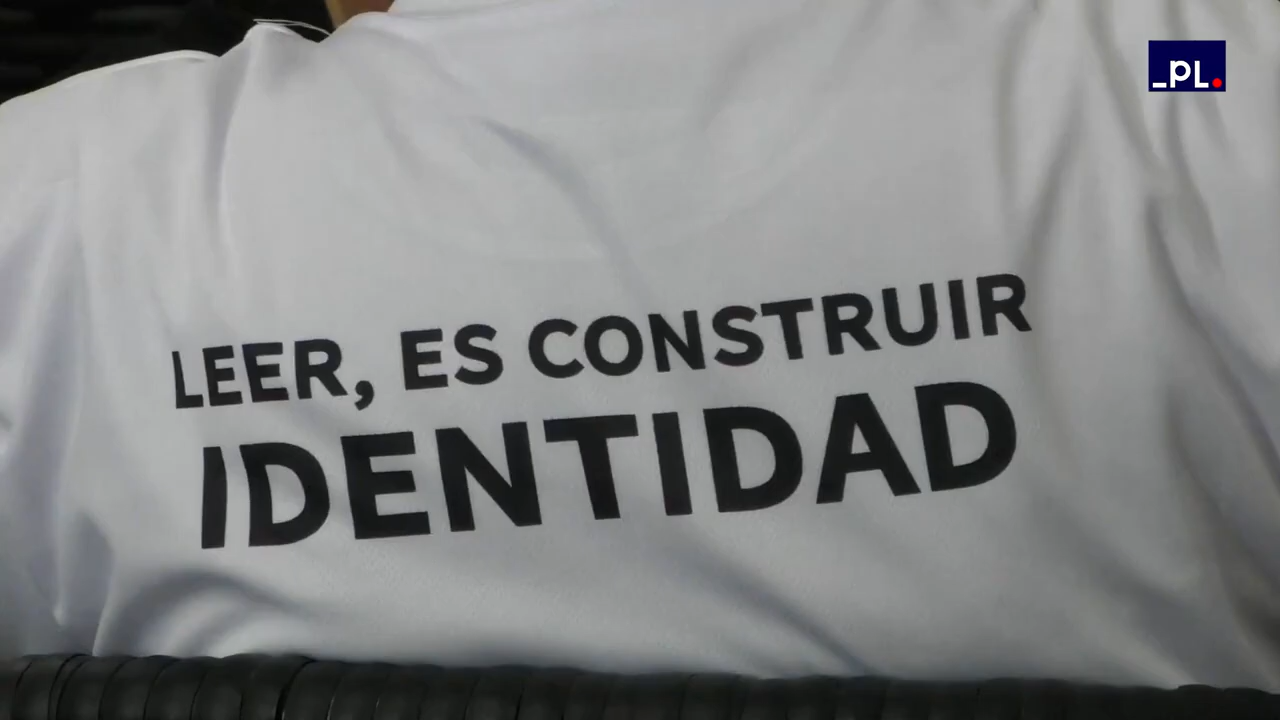 _PL.
LEER, ES CONSTRUIR
IDENTIDAD